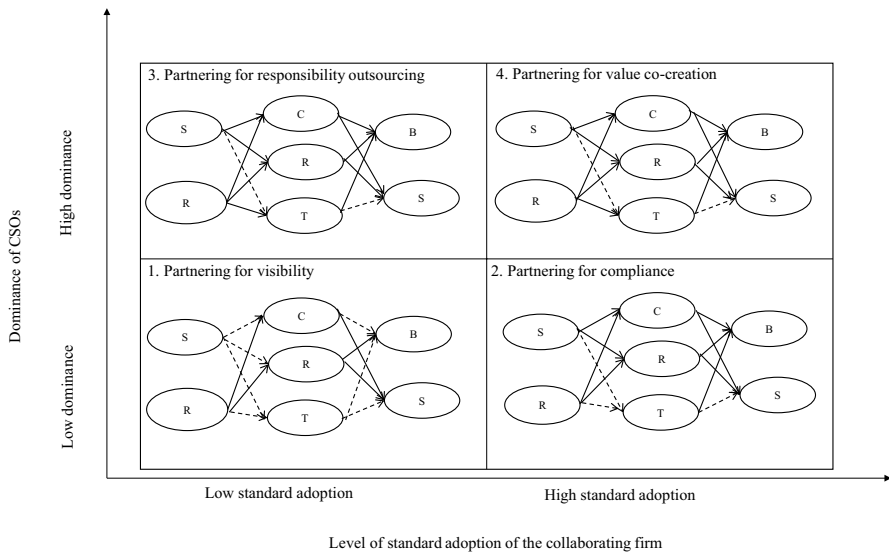 3. Partnering for responsibility outsourcing
S
R
C
R
T
B
S
4. Partnering for value co-creation
S
R
C
R
T
B
S
1. Partnering for visibility
S
R
C
R
T
B
S
2. Partnering for compliance
S
R
C
R
T
B
S
Dominance of CSOs
High dominance
Low dominance
Low standard adoption
High standard adoption
Level of standard adoption of the collaborating firm